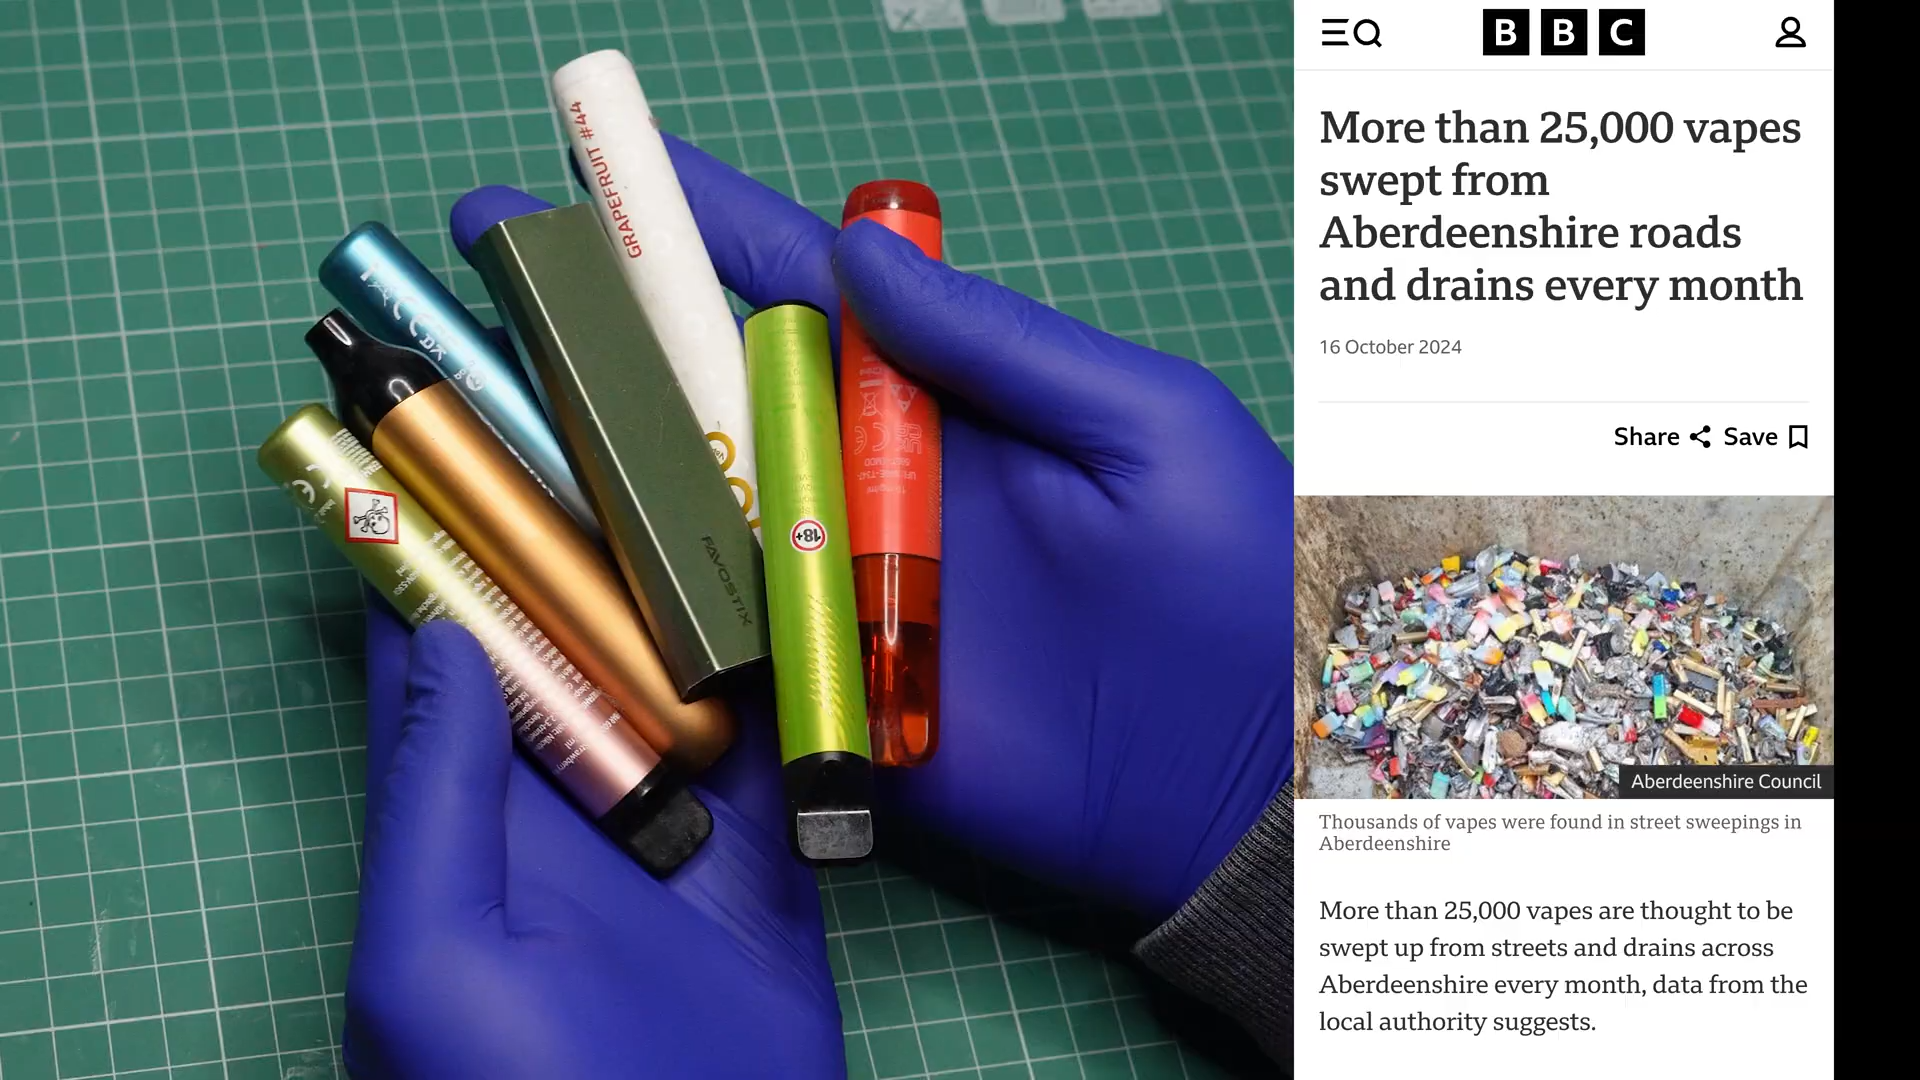 GRAPEFRUIT #44
FAVOSTIX
18+
BBC
More than 25,000 vapes
swept from
Aberdeenshire roads
and drains every month
16 October 2024
Share Save
Aberdeenshire Council
Thousands of vapes were found in street sweepings in
Aberdeenshire
More than 25,000 vapes are thought to be
swept up from streets and drains across
Aberdeenshire every month, data from the
local authority suggests.